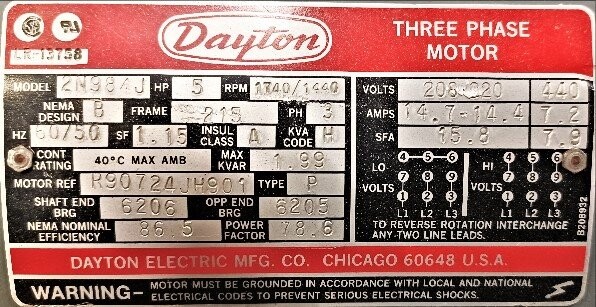 LR-13758
Dayton
THREE PHASE
MOTOR
MODEL 2N984J HP 5 RPM 1740/1440
NEMA DESIGN B FRAME 215 PH 3
HZ 60/50 SF 1.15 INSUL CLASS A KVA CODE H
CONT RATING 40°C MAX AMB MAX KVAR 1.99
MOTOR REF R90724JH901 TYPE P
SHAFT END BRG 6206 OPP END BRG 6205
NEMA NOMINAL EFFICIENCY 86.5 POWER FACTOR 78.6
VOLTS 208-220 440
AMPS 14.7-14.4 7.2
SFA 15.8 7.9
LO VOLTS 4 5 6 7 8 9 1 2 3 L1 L2 L3
HI VOLTS 4 5 6 7 8 9 1 2 3 L1 L2 L3
TO REVERSE ROTATION INTERCHANGE
ANY TWO LINE LEADS.
B208932
DAYTON ELECTRIC MFG. CO. CHICAGO 60648 U.S.A.
WARNING- MOTOR MUST BE GROUNDED IN ACCORDANCE WITH LOCAL AND NATIONAL
ELECTRICAL CODES TO PREVENT SERIOUS ELECTRICAL SHOCKS.